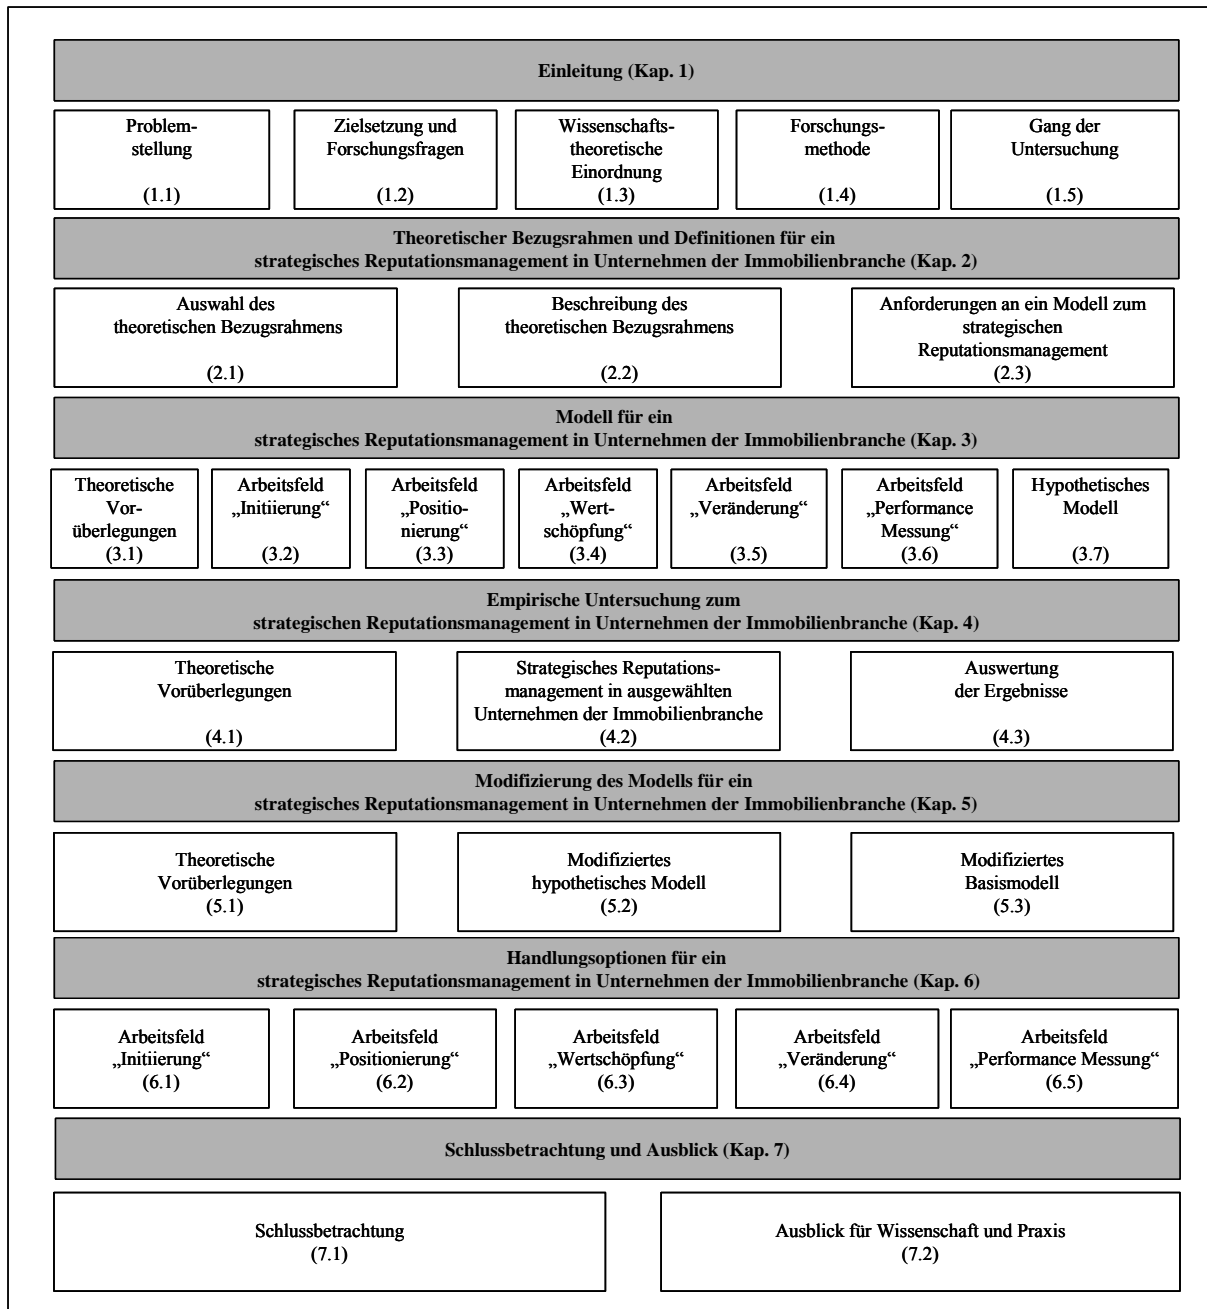 Einleitung (Kap. 1)
Problem-
stellung
(1.1)
Zielsetzung und
Forschungsfragen
(1.2)
Wissenschafts-
theoretische
Einordnung
(1.3)
Forschungs-
methode
(1.4)
Gang der
Untersuchung
(1.5)
Theoretischer Bezugsrahmen und Definitionen für ein
strategisches Reputationsmanagement in Unternehmen der Immobilienbranche (Kap. 2)
Auswahl des
theoretischen Bezugsrahmens
(2.1)
Beschreibung des
theoretischen Bezugsrahmens
(2.2)
Anforderungen an ein Modell zum
strategischen
Reputationsmanagement
(2.3)
Modell für ein
strategisches Reputationsmanagement in Unternehmen der Immobilienbranche (Kap. 3)
Theoretische
Vor-
überlegungen
(3.1)
Arbeitsfeld
„Initiierung“
(3.2)
Arbeitsfeld
„Positio-
nierung“
(3.3)
Arbeitsfeld
„Wert-
schöpfung“
(3.4)
Arbeitsfeld
„Veränderung“
(3.5)
Arbeitsfeld
„Performance
Messung“
(3.6)
Hypothetisches
Modell
(3.7)
Empirische Untersuchung zum
strategischen Reputationsmanagement in Unternehmen der Immobilienbranche (Kap. 4)
Theoretische
Vorüberlegungen
(4.1)
Strategisches Reputations-
management in ausgewählten
Unternehmen der Immobilienbranche
(4.2)
Auswertung
der Ergebnisse
(4.3)
Modifizierung des Modells für ein
strategisches Reputationsmanagement in Unternehmen der Immobilienbranche (Kap. 5)
Theoretische
Vorüberlegungen
(5.1)
Modifiziertes
hypothetisches Modell
(5.2)
Modifiziertes
Basismodell
(5.3)
Handlungsoptionen für ein
strategisches Reputationsmanagement in Unternehmen der Immobilienbranche (Kap. 6)
Arbeitsfeld
„Initiierung“
(6.1)
Arbeitsfeld
„Positionierung“
(6.2)
Arbeitsfeld
„Wertschöpfung“
(6.3)
Arbeitsfeld
„Veränderung“
(6.4)
Arbeitsfeld
„Performance Messung“
(6.5)
Schlussbetrachtung und Ausblick (Kap. 7)
Schlussbetrachtung
(7.1)
Ausblick für Wissenschaft und Praxis
(7.2)